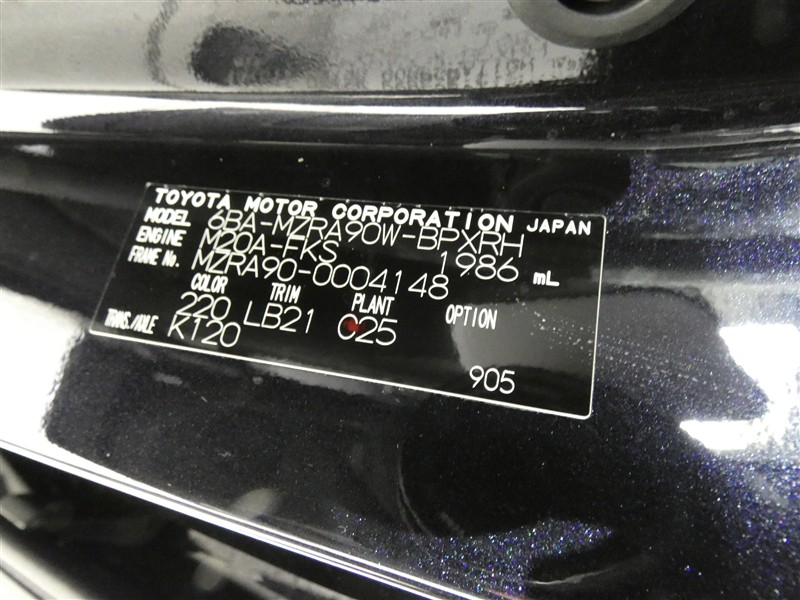 TOYOTA MOTOR CORPORATION JAPAN
MODEL 6BA-MZRA90W-BPXRH
ENGINE M20A-FKS 1986 mL
FRAME No. MZRA90-0004148
COLOR TRIM PLANT OPTION
220 LB21 C25
TRANS./AXLE K120
905